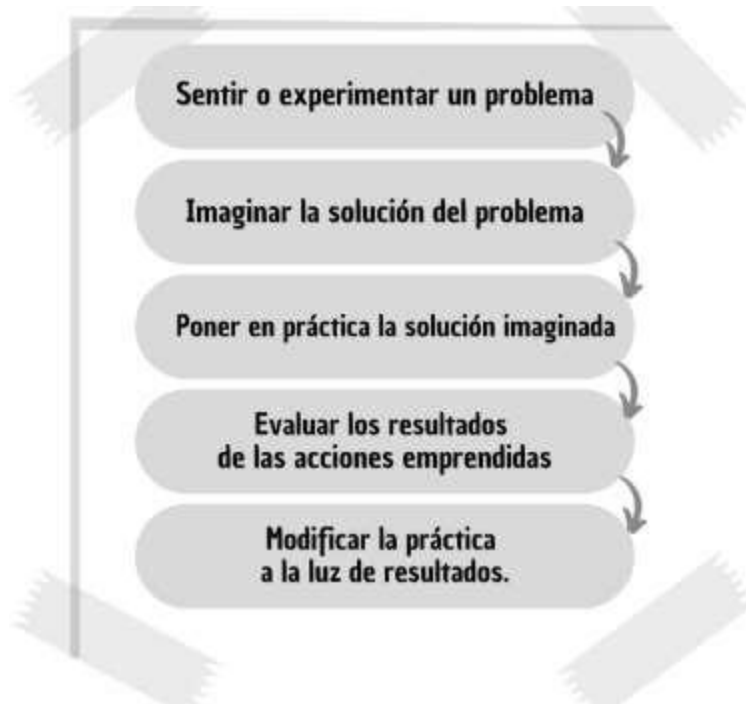 Sentir o experimentar un problema
Imaginar la solución del problema
Poner en práctica la solución imaginada
Evaluar los resultados
de las acciones emprendidas
Modificar la práctica
a la luz de resultados.